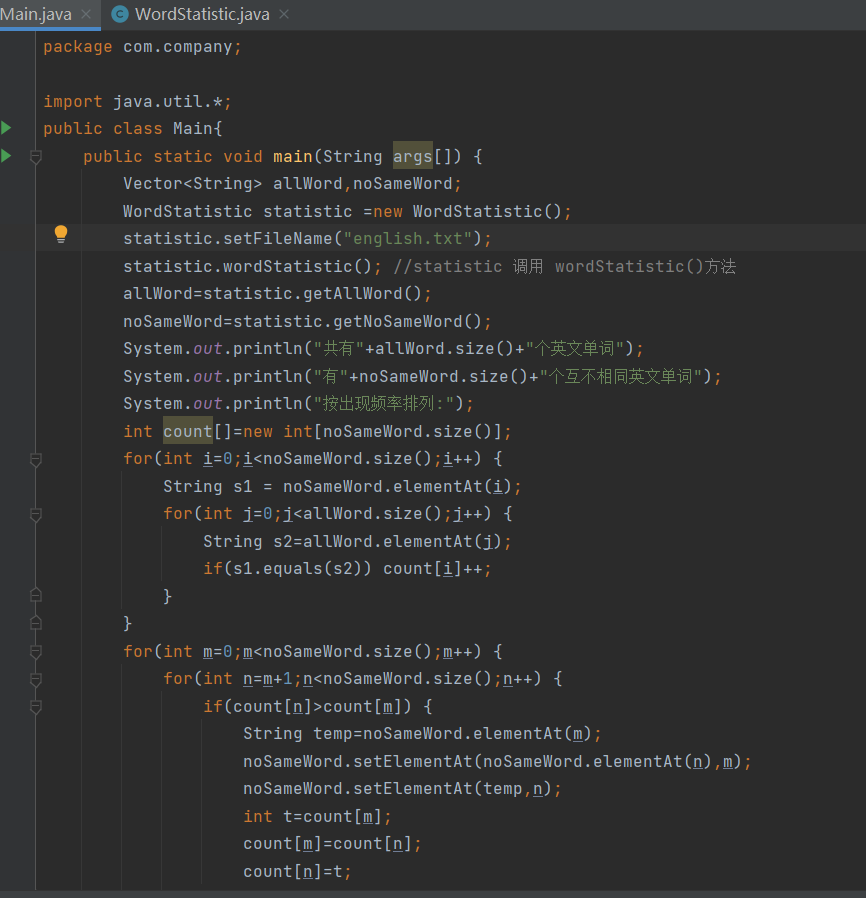 Main.java × WordStatistic.java ×
package com.company;
import java.util.*;
public class Main{
    public static void main(String args[]) {
        Vector<String> allWord,noSameWord;
        WordStatistic statistic =new WordStatistic();
        statistic.setFileName("english.txt");
        statistic.wordStatistic(); //statistic 调用 wordStatistic()方法
        allWord=statistic.getAllWord();
        noSameWord=statistic.getNoSameWord();
        System.out.println("共有"+allWord.size()+"个英文单词");
        System.out.println("有"+noSameWord.size()+"个互不相同英文单词");
        System.out.println("按出现频率排列:");
        int count[]=new int[noSameWord.size()];
        for(int i=0;i<noSameWord.size();i++) {
            String s1 = noSameWord.elementAt(i);
            for(int j=0;j<allWord.size();j++) {
                String s2=allWord.elementAt(j);
                if(s1.equals(s2)) count[i]++;
            }
        }
        for(int m=0;m<noSameWord.size();m++) {
            for(int n=m+1;n<noSameWord.size();n++) {
                if(count[n]>count[m]) {
                    String temp=noSameWord.elementAt(m);
                    noSameWord.setElementAt(noSameWord.elementAt(n),m);
                    noSameWord.setElementAt(temp,n);
                    int t=count[m];
                    count[m]=count[n];
                    count[n]=t;